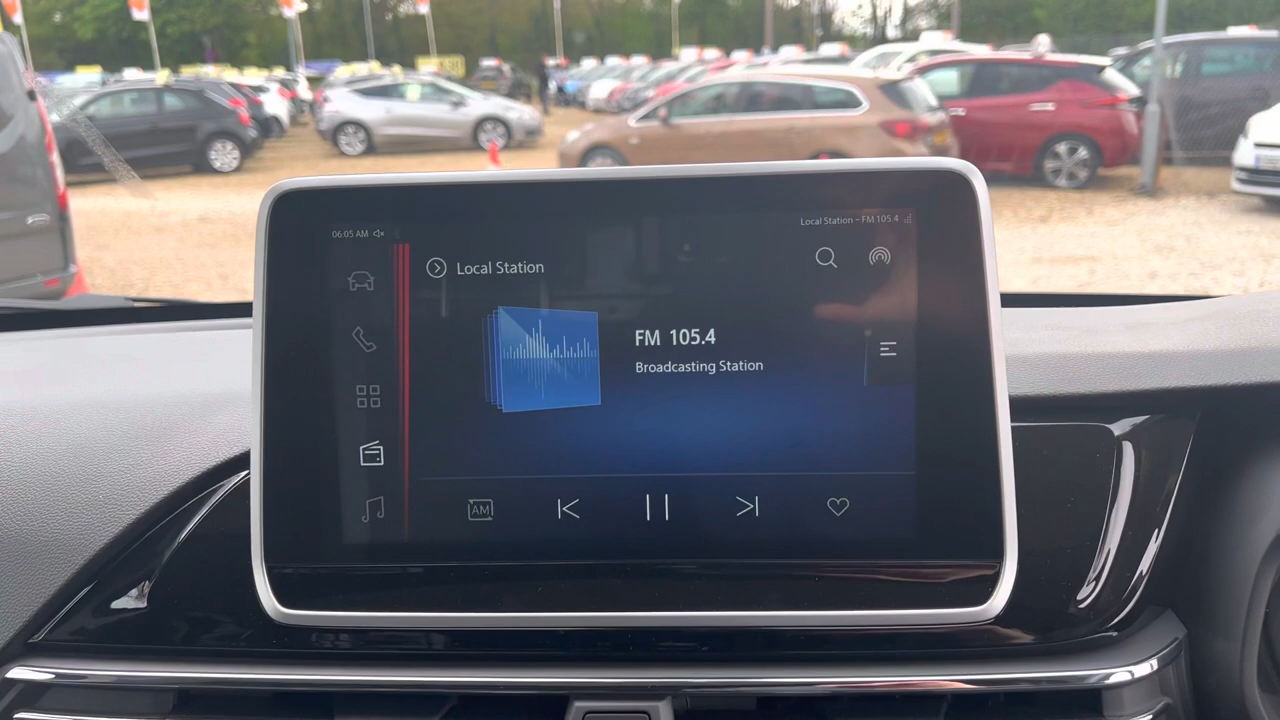 06:05 AM
Local Station - FM 105.4
Local Station
FM 105.4
Broadcasting Station
AM